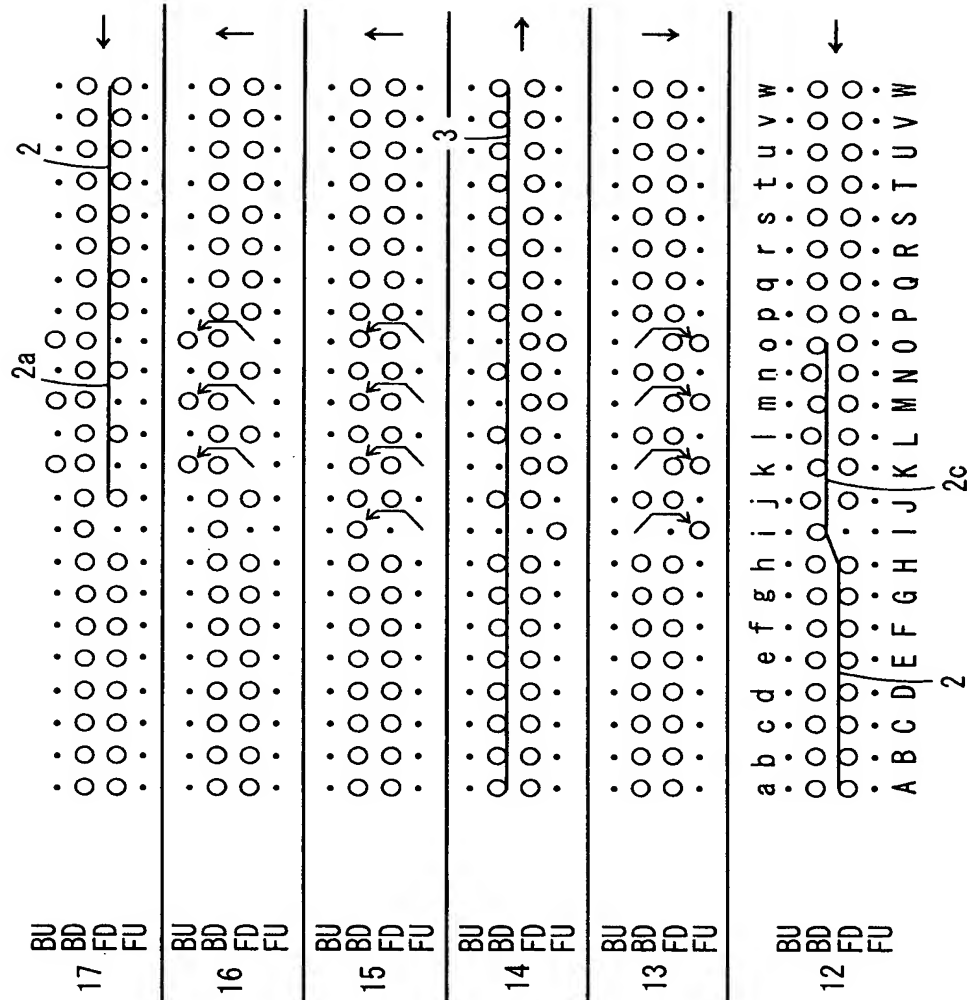 2
2a
17
BU
BD
FD
FU
16
BU
BD
FD
FU
15
BU
BD
FD
FU
3
14
BU
BD
FD
FU
13
BU
BD
FD
FU
a b c d e f g h i j k l m n o p q r s t u v w
12
BU
BD
FD
FU
A B C D E F G H I J K L M N O P Q R S T U V W
2
2c